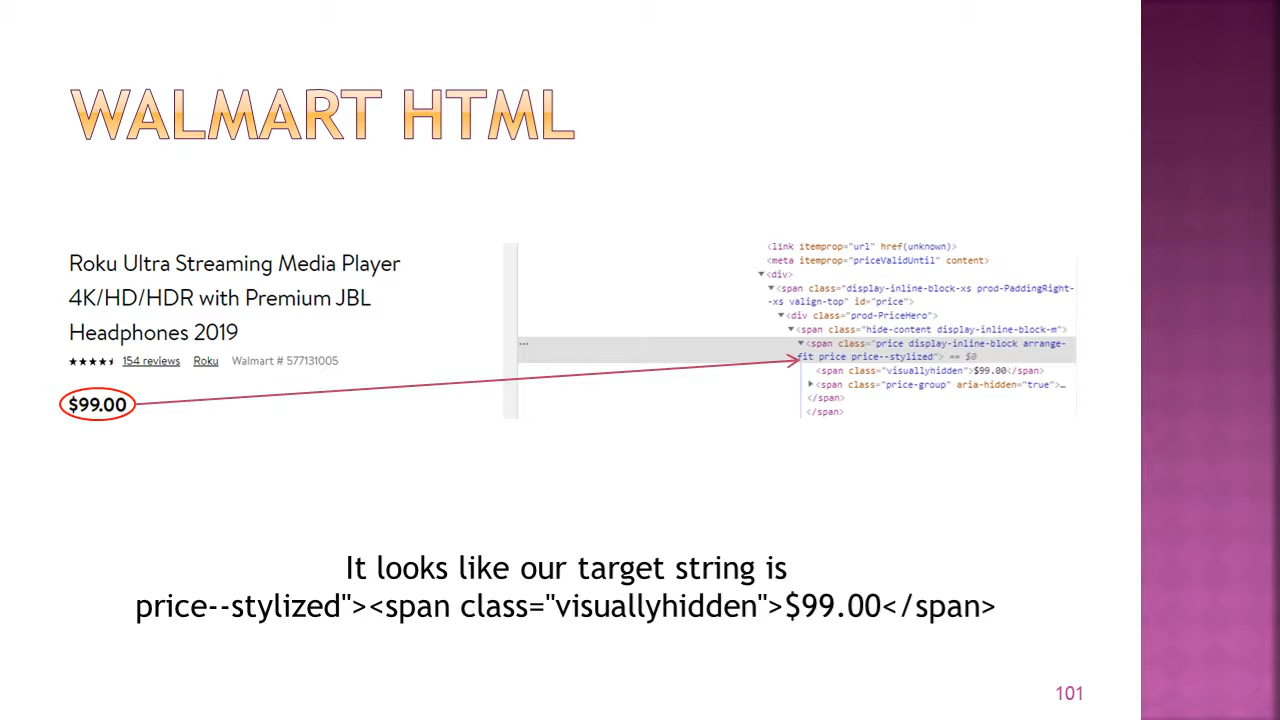 WALMART HTML
Roku Ultra Streaming Media Player
4K/HD/HDR with Premium JBL
Headphones 2019
154 reviews Roku Walmart # 577131005
$99.00
<link itemprop="url" href(unknown)>
<meta itemprop="priceValidUntil" content>
▼<div>
▼<span class="display-inline-block-xs prod-PaddingRight-
-xs valign-top" id="price">
▼<div class="prod-PriceHero">
▼<span class="hide-content display-inline-block-m">
... ▼<span class="price display-inline-block arrange-
fit price price--stylized"> == $0
<span class="visuallyhidden">$99.00</span>
▶<span class="price-group" aria-hidden="true">…
</span>
</span>
It looks like our target string is
price--stylized"><span class="visuallyhidden">$99.00</span>
101